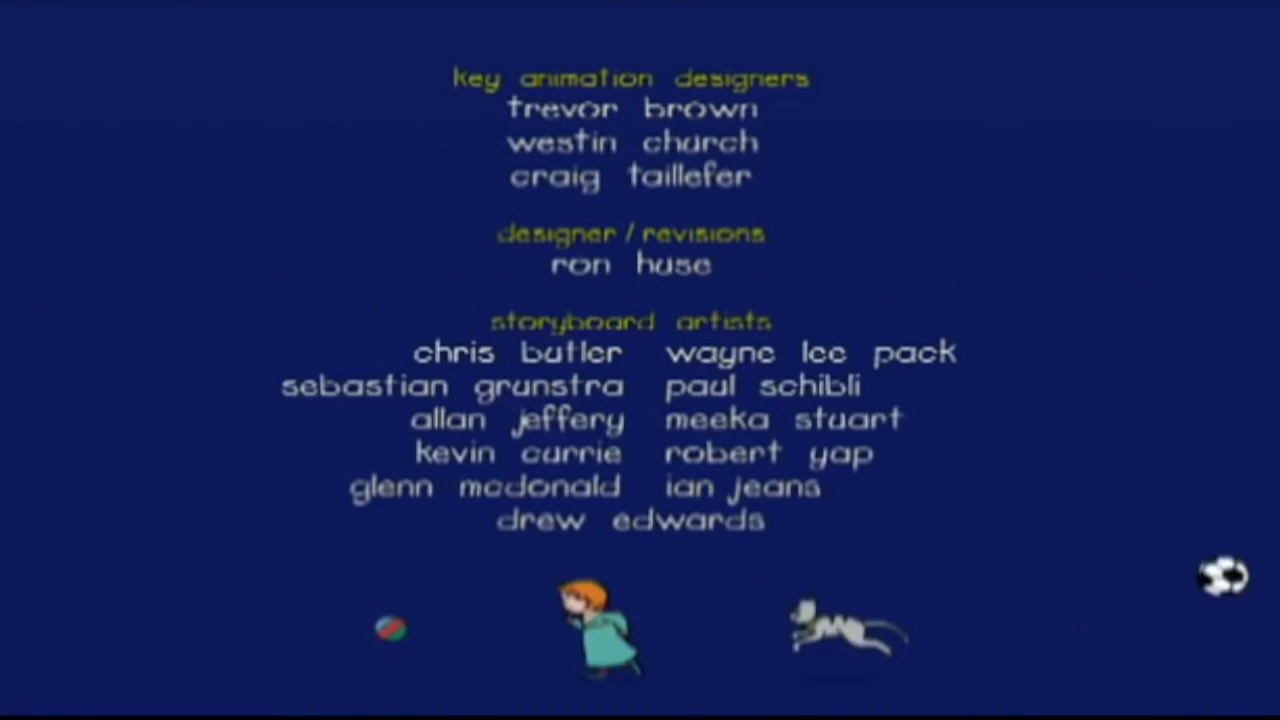 key animation designers
trevor brown
westin church
craig taillefer
designer / revisions
ron huse
storyboard artists
chris butler wayne lee pack
sebastian grunstra paul schibli
allan jeffery meeka stuart
kevin currie robert yap
glenn mcdonald ian jeans
drew edwards